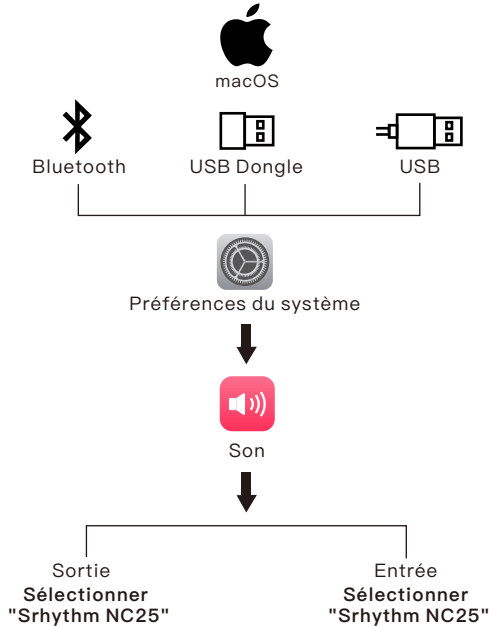 macOS
Bluetooth
USB Dongle
USB
Préférences du système
Son
Sortie
Sélectionner
"Srhythm NC25"
Entrée
Sélectionner
"Srhythm NC25"